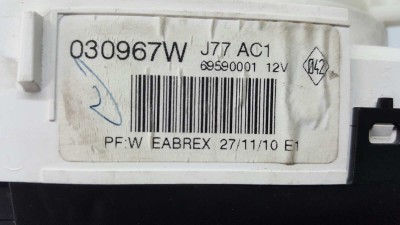 030967W J77 AC1
69590001 12V
042
PF:W EABREX 27/11/10 E1